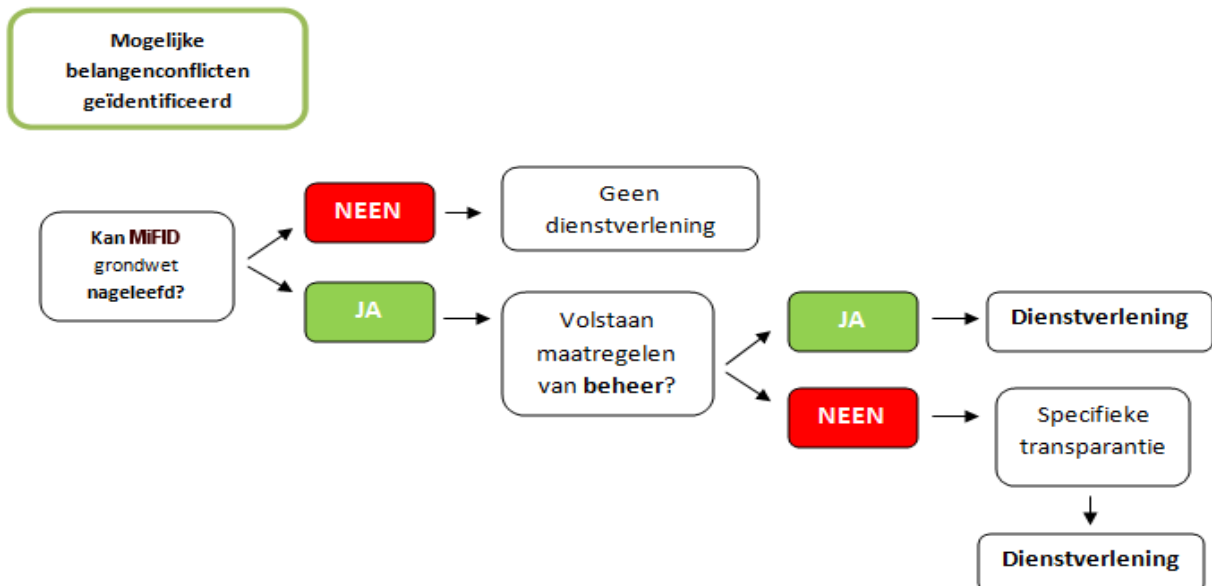 Mogelijke
belangenconflicten
geïdentificeerd
NEEN
Geen
dienstverlening
Kan MiFID
grondwet
nageleefd?
JA
Volstaan
maatregelen
van beheer?
JA
Dienstverlening
NEEN
Specifieke
transparantie
Dienstverlening